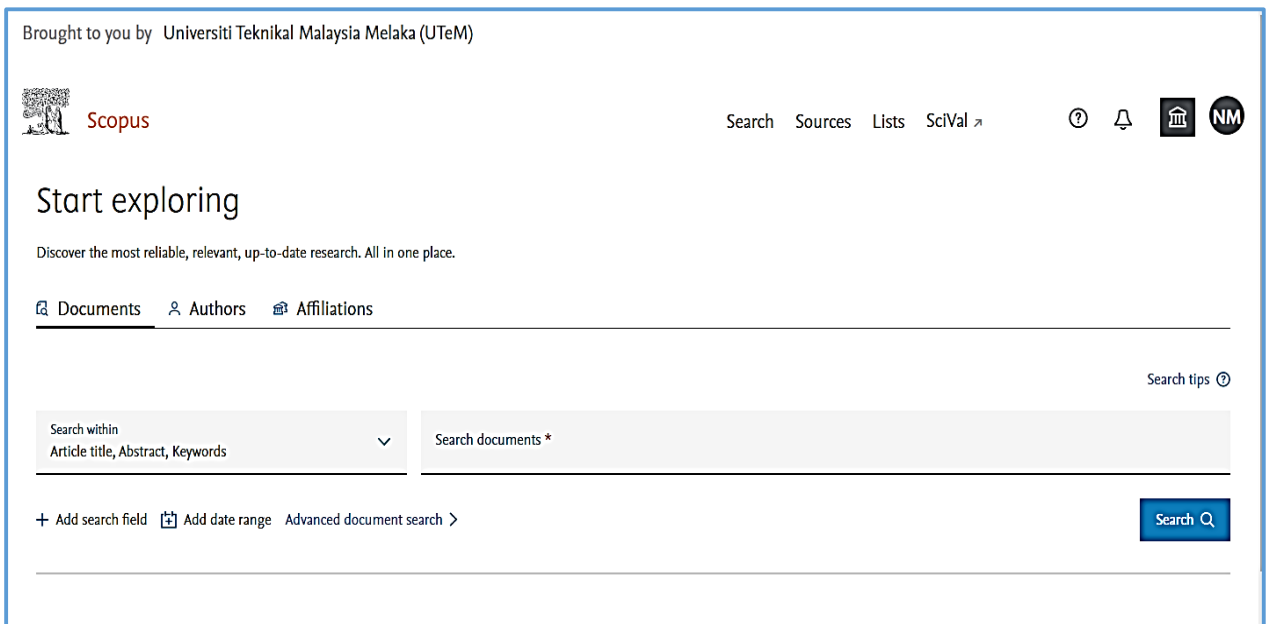 Brought to you by Universiti Teknikal Malaysia Melaka (UTeM)
Scopus
Search Sources Lists SciVal ↗ NM
Start exploring
Discover the most reliable, relevant, up-to-date research. All in one place.
Documents Authors Affiliations
Search tips
Search within
Article title, Abstract, Keywords
Search documents *
+ Add search field Add date range Advanced document search >
Search